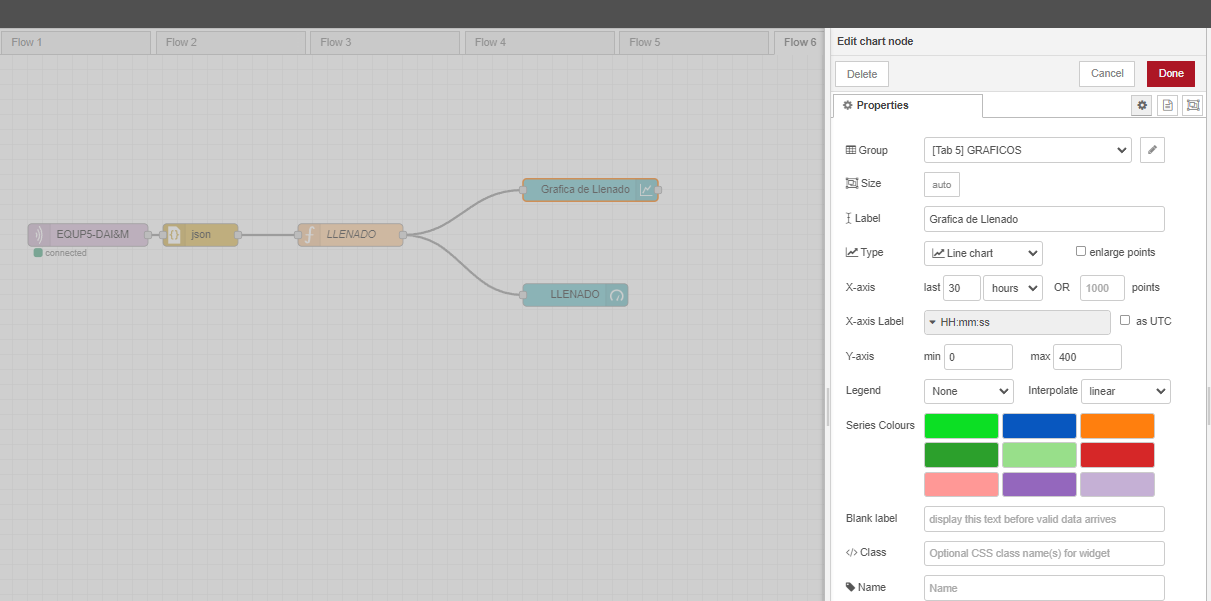 Flow 1
Flow 2
Flow 3
Flow 4
Flow 5
Flow 6
EQUP5-DAI&M
connected
json
LLENADO
Grafica de Llenado
LLENADO
Edit chart node
Delete
Cancel
Done
Properties
Group
[Tab 5] GRAFICOS
Size
auto
Label
Grafica de Llenado
Type
Line chart
enlarge points
X-axis
last
30
hours
OR
1000
points
X-axis Label
HH:mm:ss
as UTC
Y-axis
min
0
max
400
Legend
None
Interpolate
linear
Series Colours
Blank label
display this text before valid data arrives
Class
Optional CSS class name(s) for widget
Name
Name